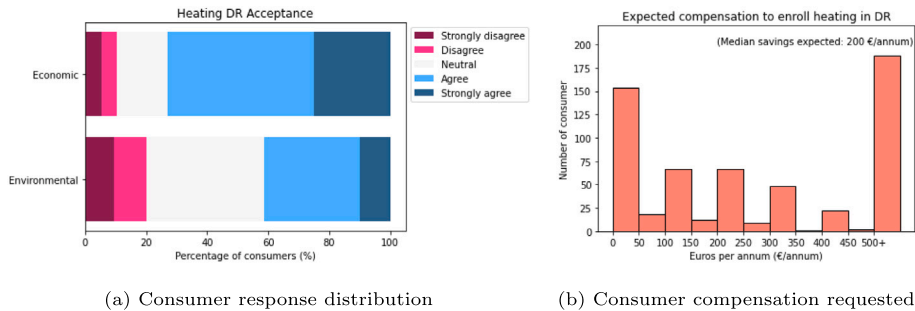 Heating DR Acceptance
Economic
Environmental
0 20 40 60 80 100
Percentage of consumers (%)
Strongly disagree
Disagree
Neutral
Agree
Strongly agree
(a) Consumer response distribution
Expected compensation to enroll heating in DR
(Median savings expected: 200 €/annum)
Number of consumer
200
175
150
125
100
75
50
25
0
0 50 100 150 200 250 300 350 400 450 500+
Euros per annum (€/annum)
(b) Consumer compensation requested